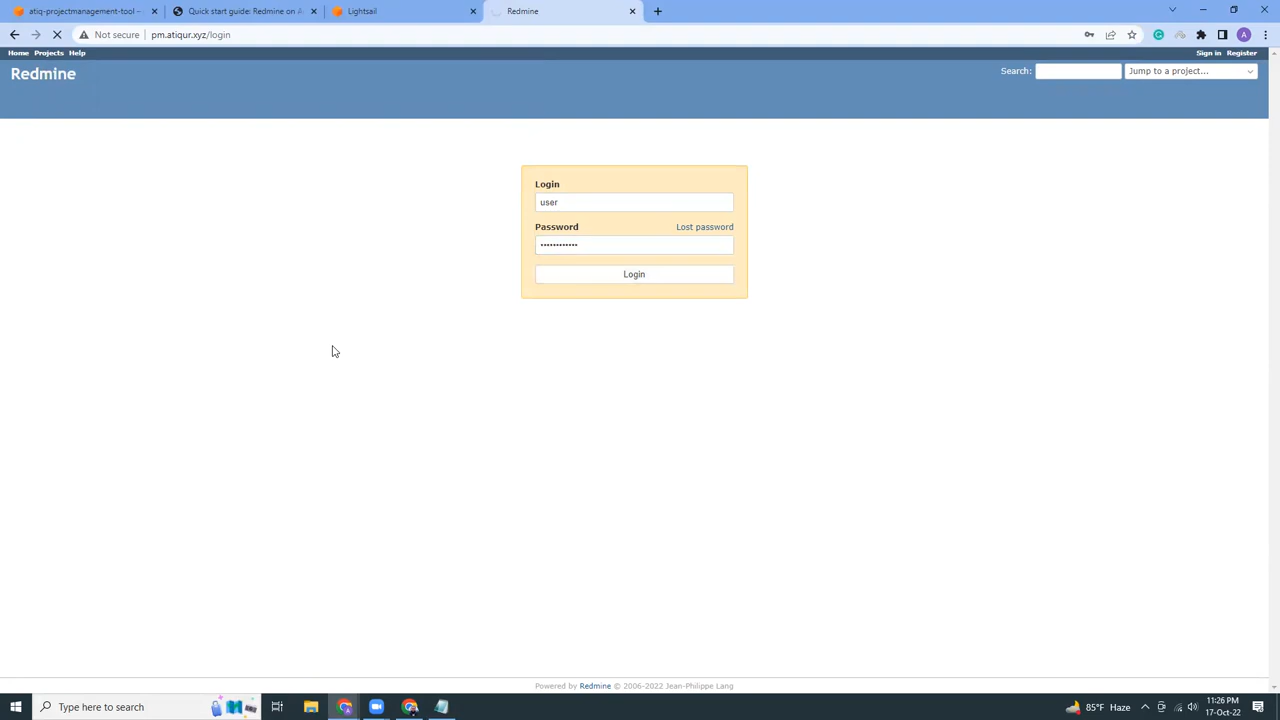 atiq-projectmanagement-tool –
Quick start guide: Redmine on A
Lightsail
Redmine
Not secure
pm.atiqur.xyz/login
A
Home Projects Help
Sign in Register
Redmine
Search:
Jump to a project...
Login
user
Password
Lost password
••••••••••••
Login
Powered by Redmine © 2006-2022 Jean-Philippe Lang
Type here to search
85°F Haze
11:26 PM
17-Oct-22